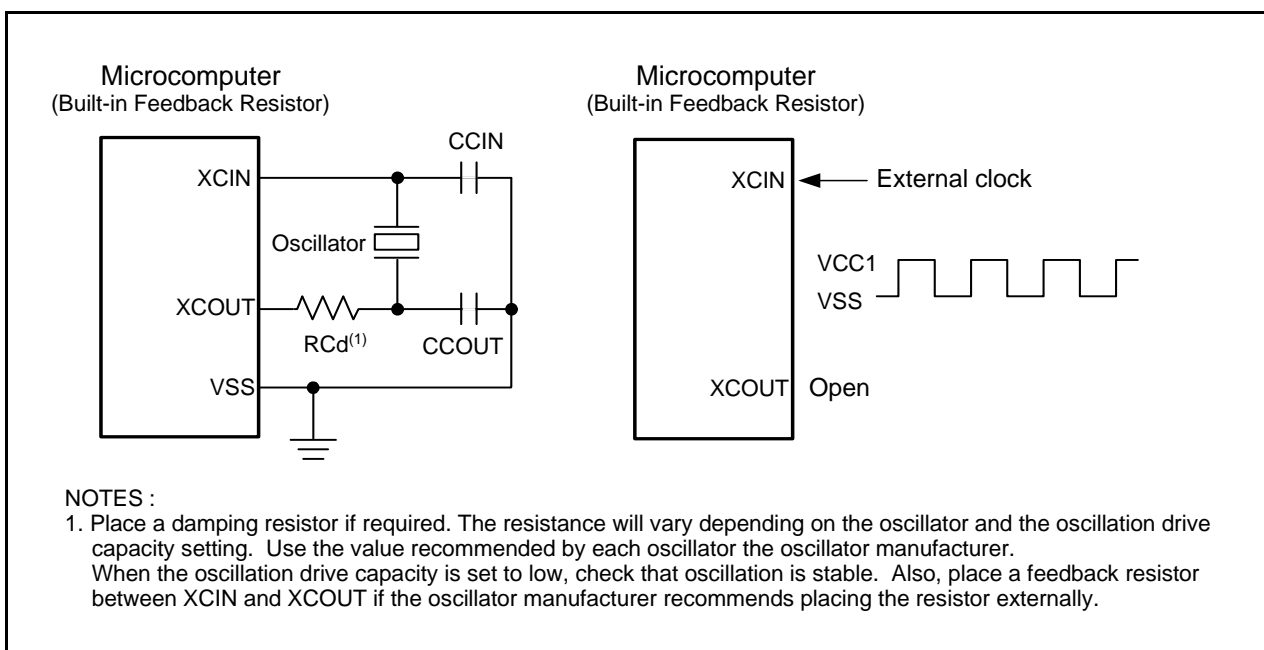 Microcomputer
(Built-in Feedback Resistor)
XCIN
CCIN
Oscillator
XCOUT
RCd(1)
CCOUT
VSS
Microcomputer
(Built-in Feedback Resistor)
XCIN
External clock
VCC1
VSS
XCOUT
Open
NOTES :
1. Place a damping resistor if required. The resistance will vary depending on the oscillator and the oscillation drive
capacity setting.  Use the value recommended by each oscillator the oscillator manufacturer.
When the oscillation drive capacity is set to low, check that oscillation is stable.  Also, place a feedback resistor
between XCIN and XCOUT if the oscillator manufacturer recommends placing the resistor externally.